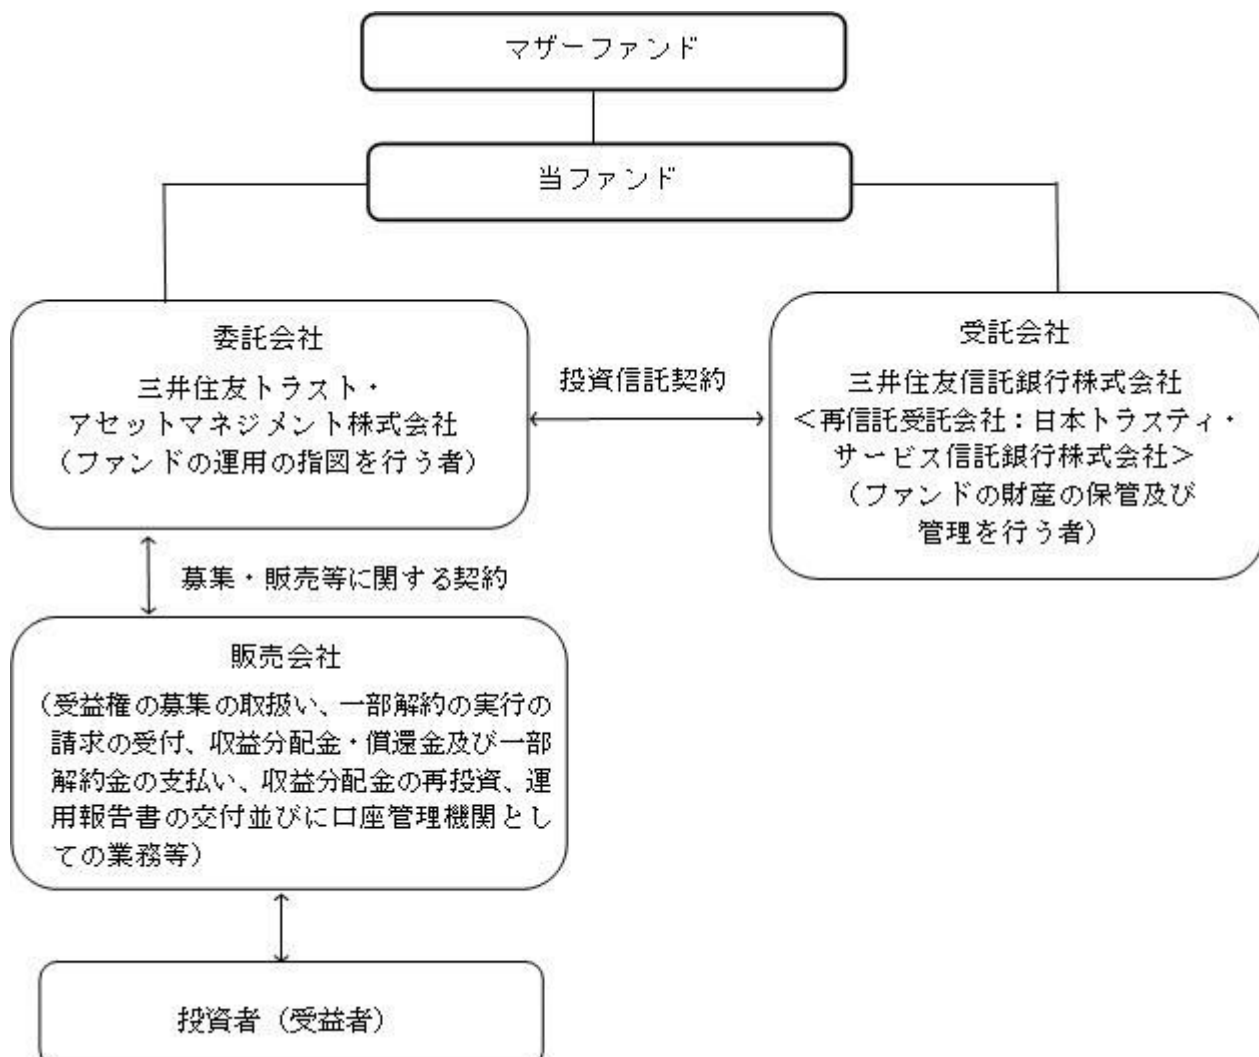 マザーファンド
当ファンド
委託会社
三井住友トラスト・
アセットマネジメント株式会社
（ファンドの運用の指図を行う者）
投資信託契約
受託会社
三井住友信託銀行株式会社
＜再信託受託会社：日本トラスティ・
サービス信託銀行株式会社＞
（ファンドの財産の保管及び
管理を行う者）
募集・販売等に関する契約
販売会社
（受益権の募集の取扱い、一部解約の実行の
請求の受付、収益分配金・償還金及び一部
解約金の支払い、収益分配金の再投資、運
用報告書の交付並びに口座管理機関とし
ての業務等）
投資者（受益者）